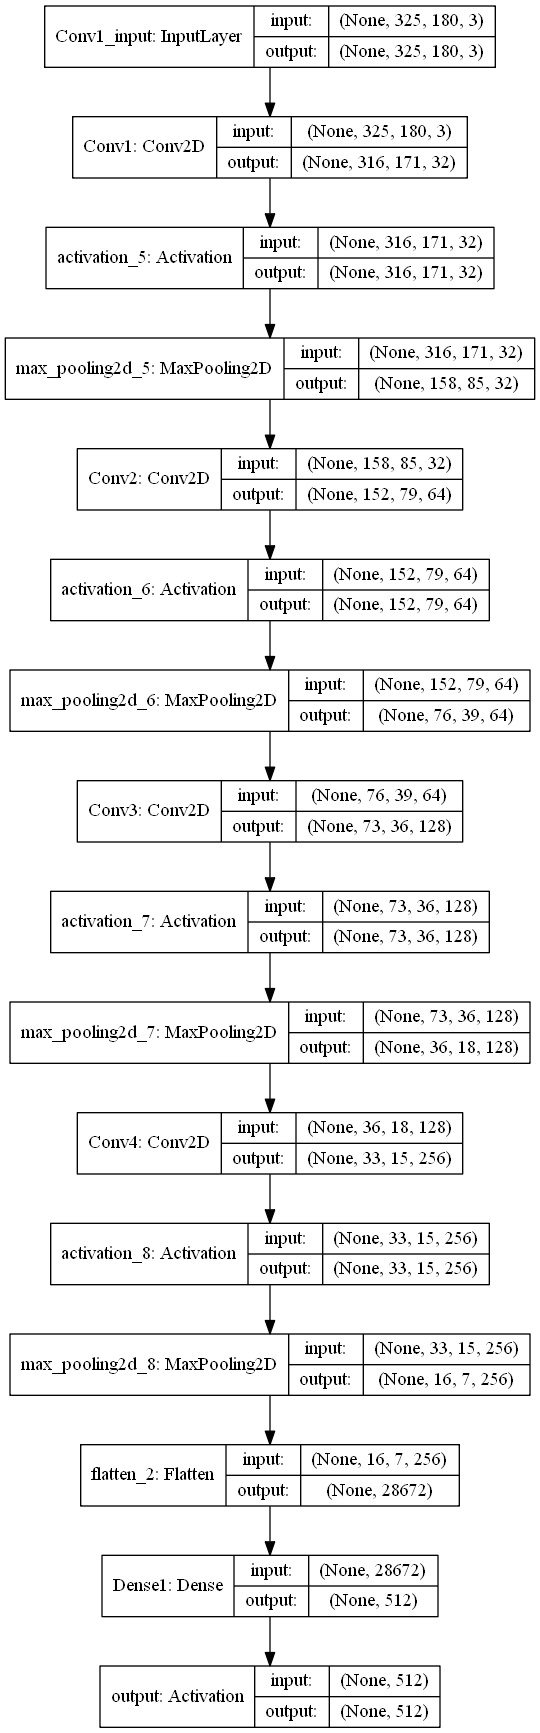 Conv1_input: InputLayer
input: (None, 325, 180, 3)
output: (None, 325, 180, 3)
Conv1: Conv2D
input: (None, 325, 180, 3)
output: (None, 316, 171, 32)
activation_5: Activation
input: (None, 316, 171, 32)
output: (None, 316, 171, 32)
max_pooling2d_5: MaxPooling2D
input: (None, 316, 171, 32)
output: (None, 158, 85, 32)
Conv2: Conv2D
input: (None, 158, 85, 32)
output: (None, 152, 79, 64)
activation_6: Activation
input: (None, 152, 79, 64)
output: (None, 152, 79, 64)
max_pooling2d_6: MaxPooling2D
input: (None, 152, 79, 64)
output: (None, 76, 39, 64)
Conv3: Conv2D
input: (None, 76, 39, 64)
output: (None, 73, 36, 128)
activation_7: Activation
input: (None, 73, 36, 128)
output: (None, 73, 36, 128)
max_pooling2d_7: MaxPooling2D
input: (None, 73, 36, 128)
output: (None, 36, 18, 128)
Conv4: Conv2D
input: (None, 36, 18, 128)
output: (None, 33, 15, 256)
activation_8: Activation
input: (None, 33, 15, 256)
output: (None, 33, 15, 256)
max_pooling2d_8: MaxPooling2D
input: (None, 33, 15, 256)
output: (None, 16, 7, 256)
flatten_2: Flatten
input: (None, 16, 7, 256)
output: (None, 28672)
Dense1: Dense
input: (None, 28672)
output: (None, 512)
output: Activation
input: (None, 512)
output: (None, 512)